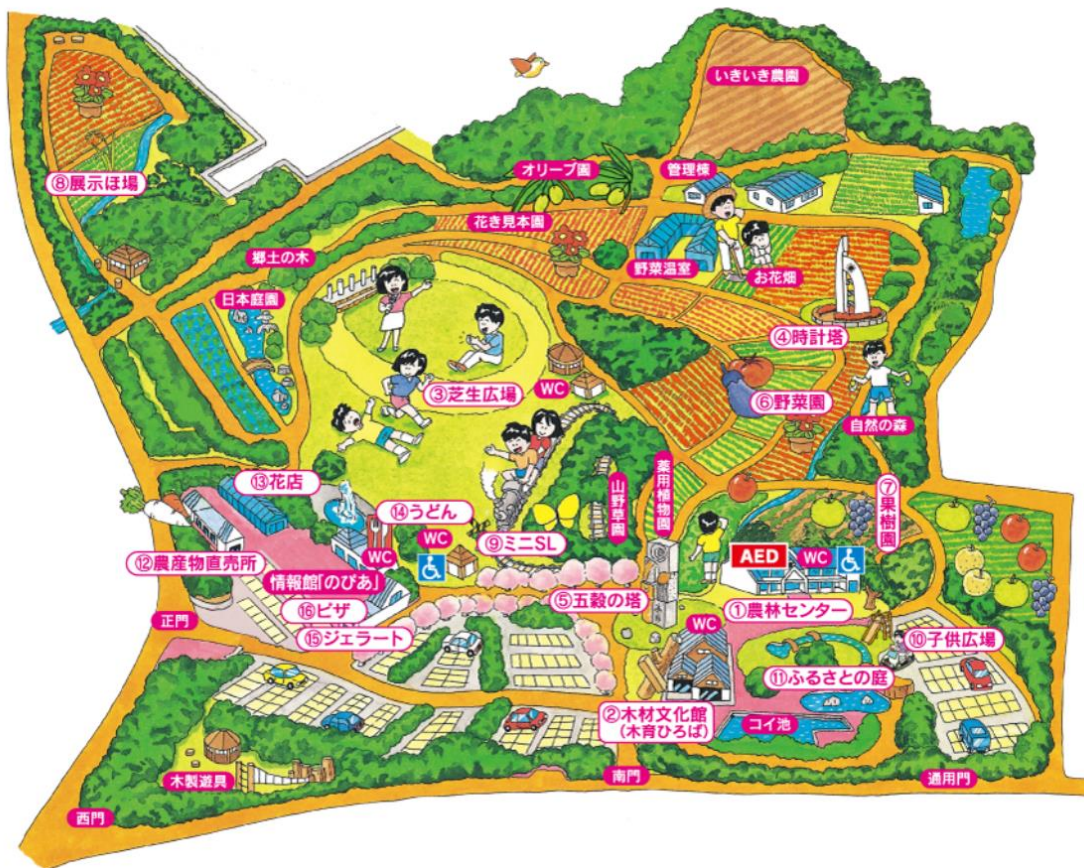 いきいき農園
オリーブ園
管理棟
⑧展示ほ場
花き見本園
郷土の木
野菜温室
お花畑
日本庭園
④時計塔
③芝生広場
WC
⑥野菜園
自然の森
薬用植物園
山野草園
⑦果樹園
⑬花店
⑭うどん
WC
⑨ミニSL
AED
WC
WC
⑫農産物直売所
情報館「のびあ」
⑤五穀の塔
①農林センター
⑯ピザ
正門
WC
⑮ジェラート
⑩子供広場
⑪ふるさとの庭
②木材文化館
(木育ひろば)
コイ池
木製遊具
南門
通用門
西門